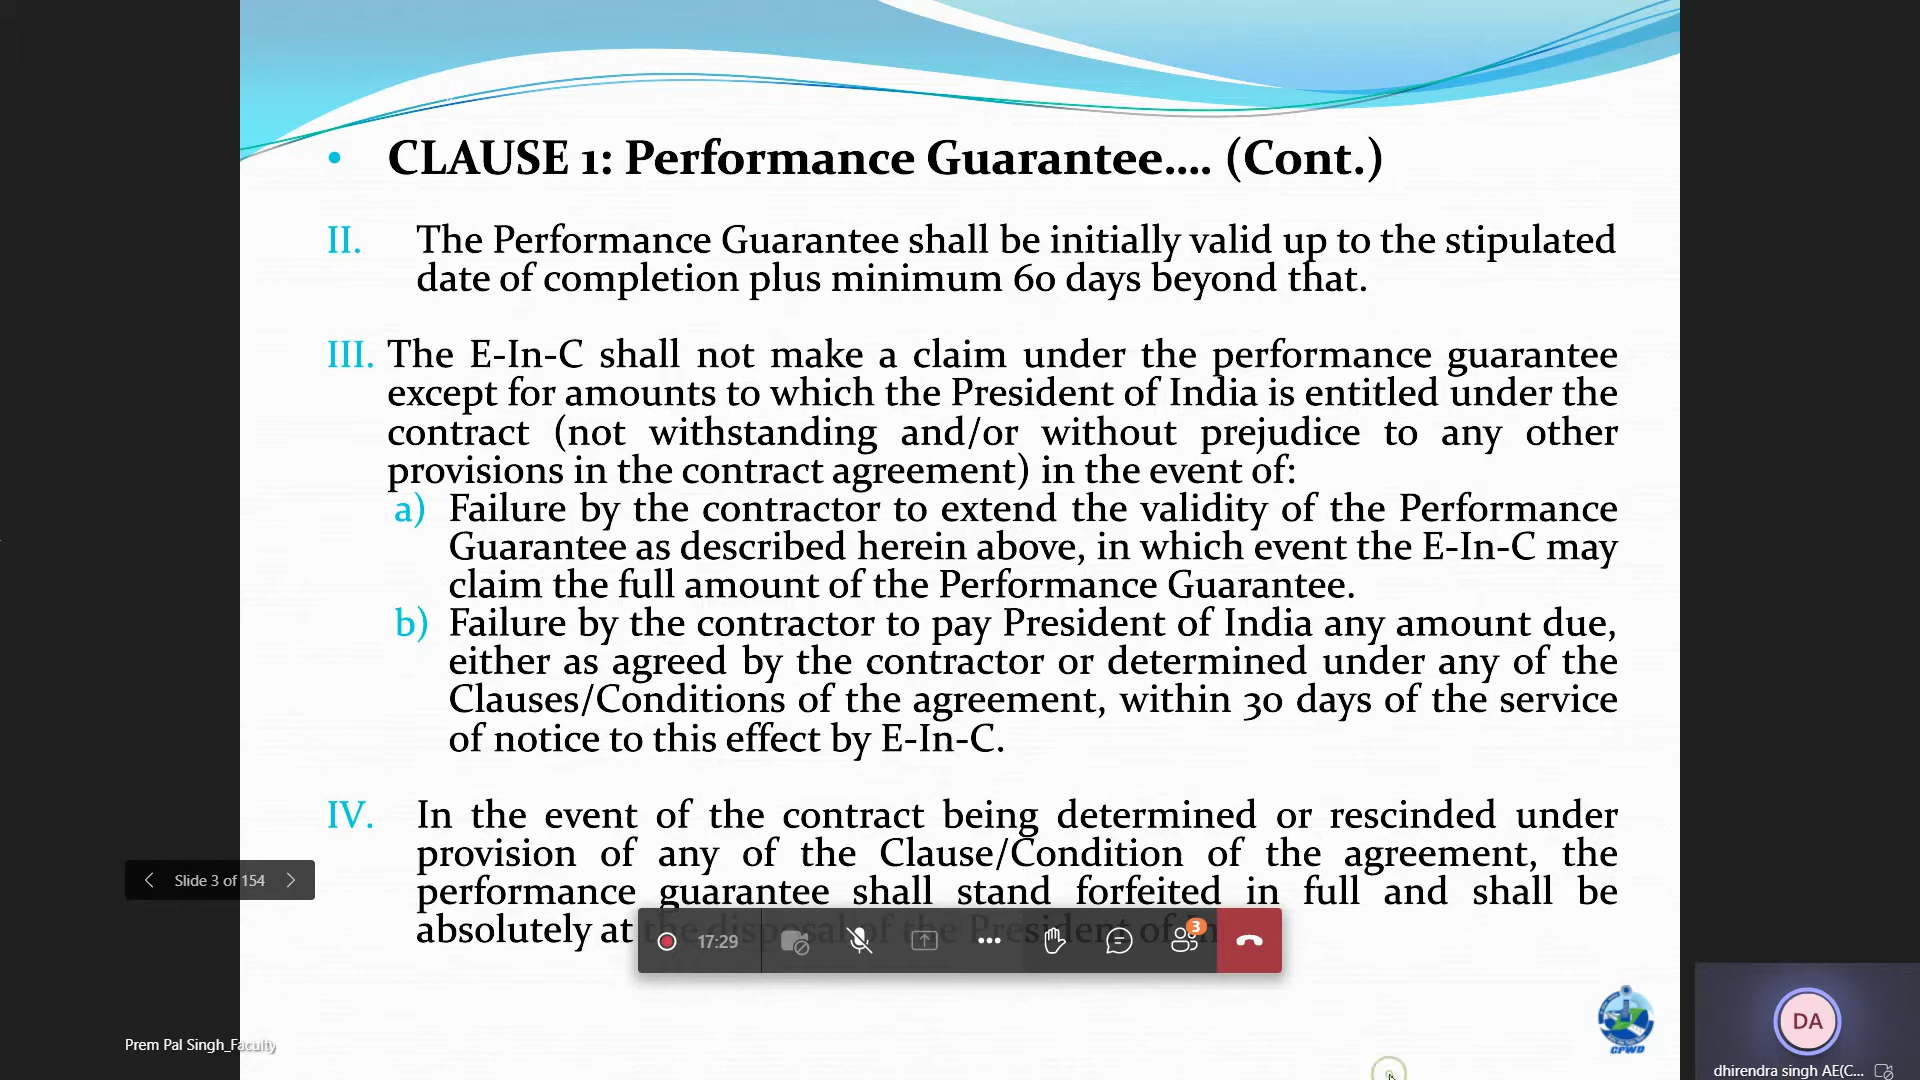 • CLAUSE 1: Performance Guarantee.... (Cont.)
II. The Performance Guarantee shall be initially valid up to the stipulated
date of completion plus minimum 60 days beyond that.
III. The E-In-C shall not make a claim under the performance guarantee
except for amounts to which the President of India is entitled under the
contract (not withstanding and/or without prejudice to any other
provisions in the contract agreement) in the event of:
a) Failure by the contractor to extend the validity of the Performance
Guarantee as described herein above, in which event the E-In-C may
claim the full amount of the Performance Guarantee.
b) Failure by the contractor to pay President of India any amount due,
either as agreed by the contractor or determined under any of the
Clauses/Conditions of the agreement, within 30 days of the service
of notice to this effect by E-In-C.
IV. In the event of the contract being determined or rescinded under
provision of any of the Clause/Condition of the agreement, the
performance guarantee shall stand forfeited in full and shall be
absolutely at the disposal of the President of
Slide 3 of 154
17:29
3
CPWD
DA
Prem Pal Singh_Faculty
dhirendra singh AE(C...